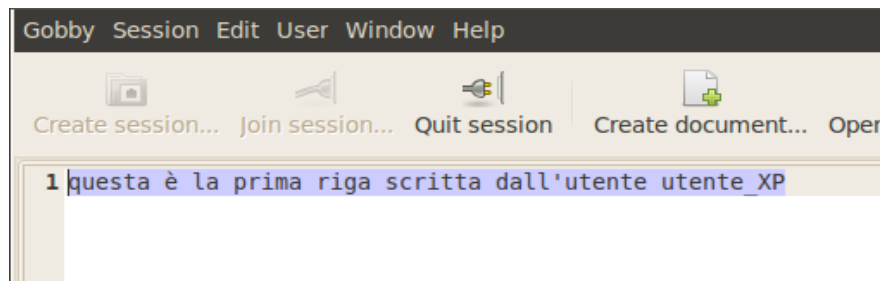 Gobby Session Edit User Window Help
Create session... Join session... Quit session Create document...
1 questa è la prima riga scritta dall'utente utente_XP